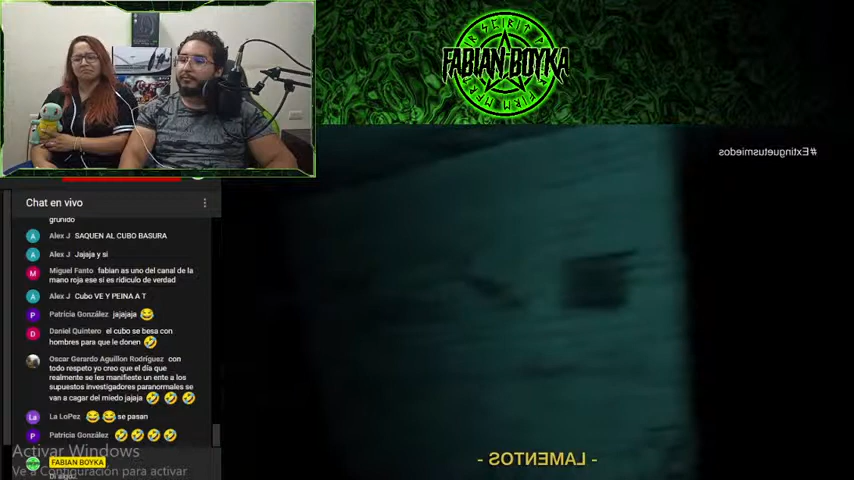 FABIAN BOYKA
#Extinguetusmiedos
Chat en vivo
grunido
Alex J SAQUEN AL CUBO BASURA
Alex J Jajaja y si
Miguel Fanto fabian as uno del canal de la
mano roja ese si es ridiculo de verdad
Alex J Cubo VE Y PEINA A T
Patricia González jajajaja 😂
Daniel Quintero el cubo se besa con
hombres para que le donen 🤣
Oscar Gerardo Aguillon Rodríguez con
todo respeto yo creo que el día que
realmente se les manifieste un ente a los
supuestos investigadores paranormales se
van a cagar del miedo jajaja 🤣 🤣 🤣
La LoPez 😂 😂 se pasan
Patricia González 🤣 🤣 🤣 🤣
Activar Windows
FABIAN BOYKA
Ve a Configuración para activar
- LAMENTOS -